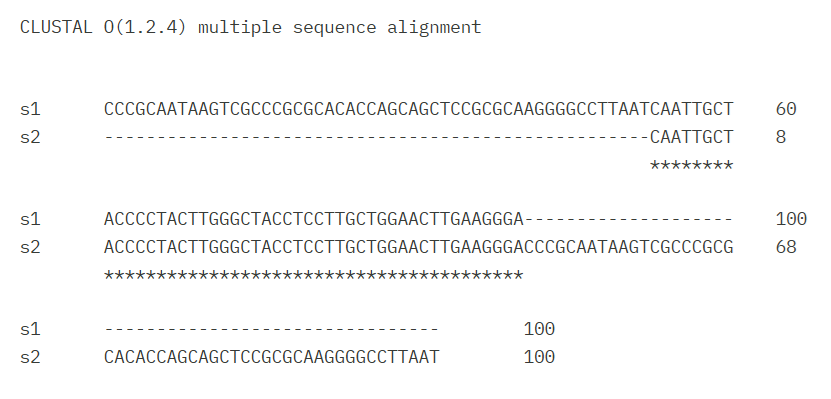 CLUSTAL O(1.2.4) multiple sequence alignment
s1 CCCGCAATAAGTCGCCCGCGCACACCAGCAGCTCCGCGCAAGGGGCCTTAATCAATTGCT 60
s2 ----------------------------------------------------CAATTGCT 8
********
s1 ACCCCTACTTGGGCTACCTCCTTGCTGGAACTTGAAGGGA-------------------- 100
s2 ACCCCTACTTGGGCTACCTCCTTGCTGGAACTTGAAGGGACCCGCAATAAGTCGCCCGCG 68
****************************************
s1 -------------------------------- 100
s2 CACACCAGCAGCTCCGCGCAAGGGGCCTTAAT 100